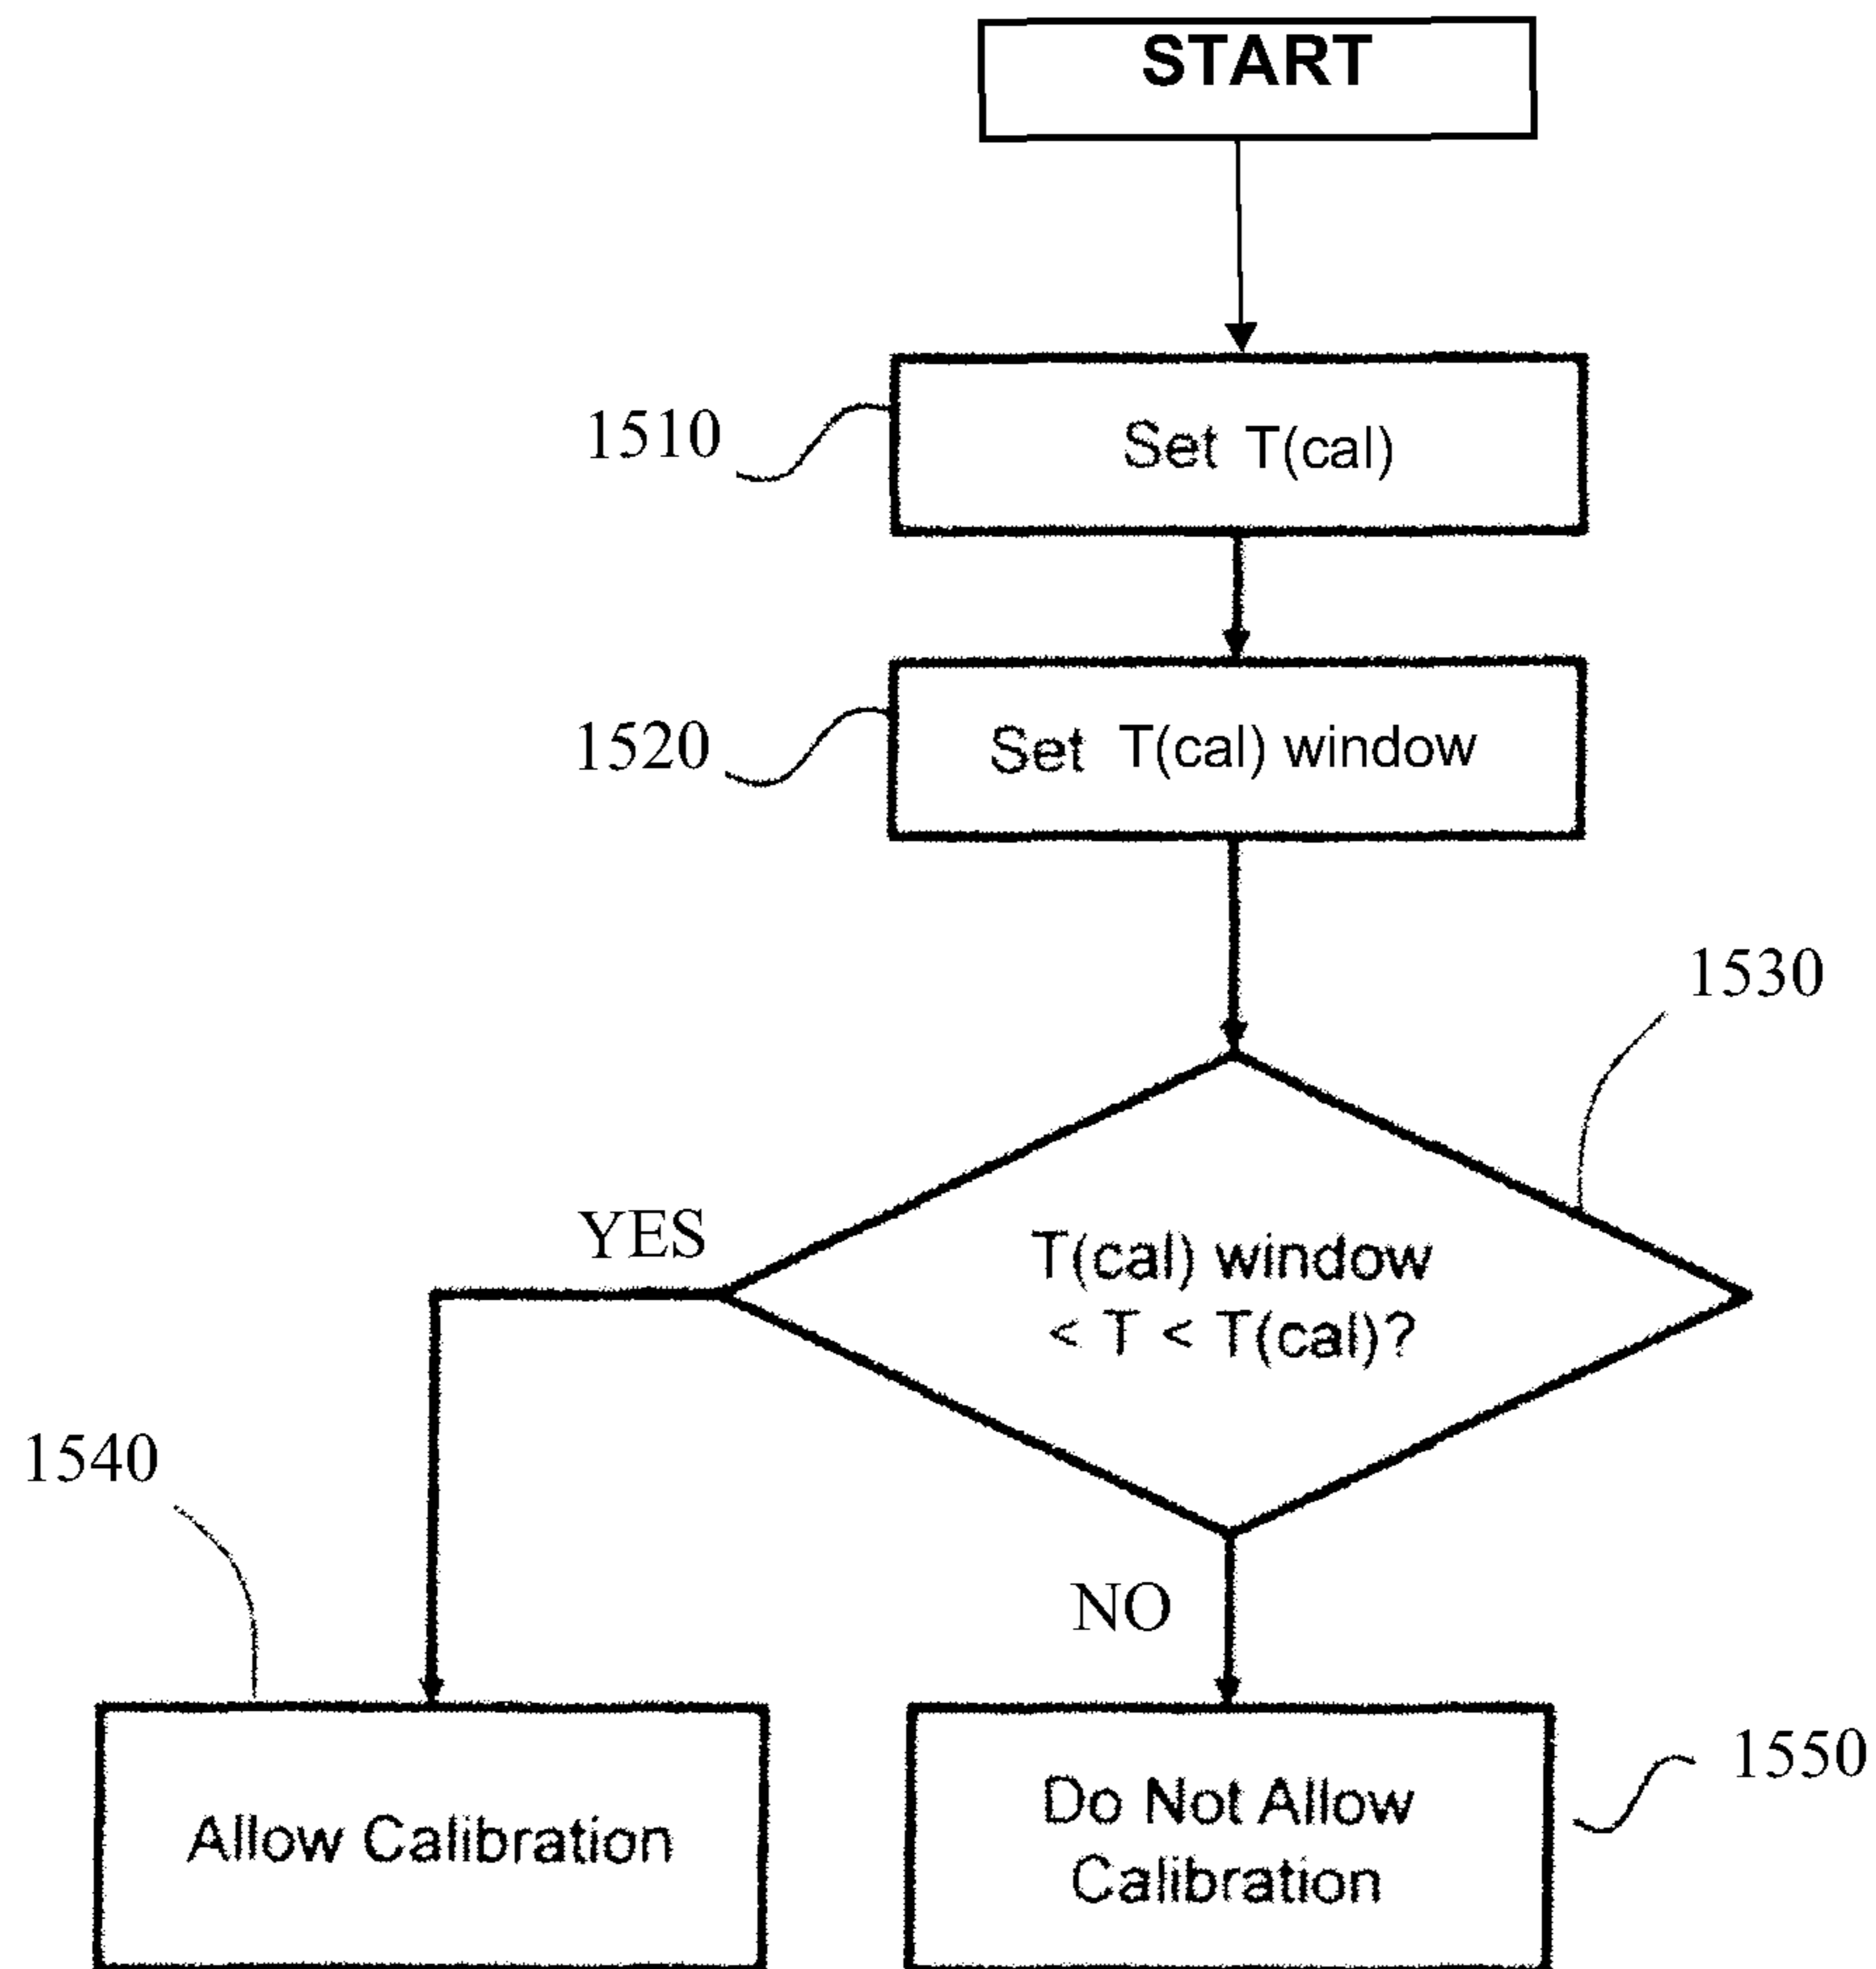 START
1510
Set T(cal)
1520
Set T(cal) window
1530
YES
T(cal) window
< T < T(cal)?
1540
NO
Allow Calibration
Do Not Allow
Calibration
1550